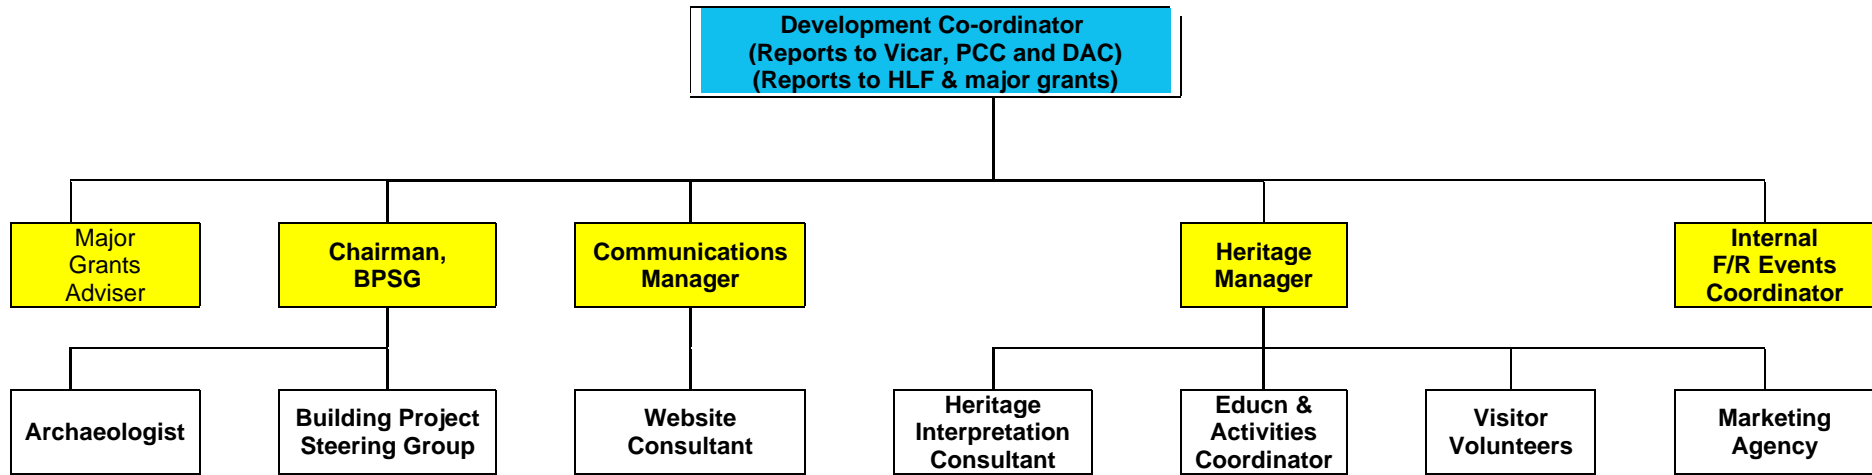 Development Co-ordinator
(Reports to Vicar, PCC and DAC)
(Reports to HLF & major grants)
Major
Grants
Adviser
Chairman,
BPSG
Communications
Manager
Heritage
Manager
Internal
F/R Events
Coordinator
Archaeologist
Building Project
Steering Group
Website
Consultant
Heritage
Interpretation
Consultant
Educn &
Activities
Coordinator
Visitor
Volunteers
Marketing
Agency